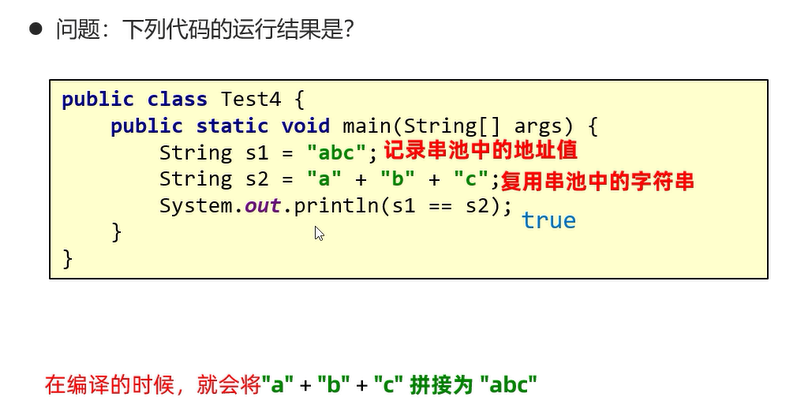 ● 问题：下列代码的运行结果是？
public class Test4 {
public static void main(String[] args) {
String s1 = "abc"; 记录串池中的地址值
String s2 = "a" + "b" + "c";复用串池中的字符串
System.out.println(s1 == s2); true
}
}
在编译的时候，就会将"a" + "b" + "c" 拼接为 "abc"